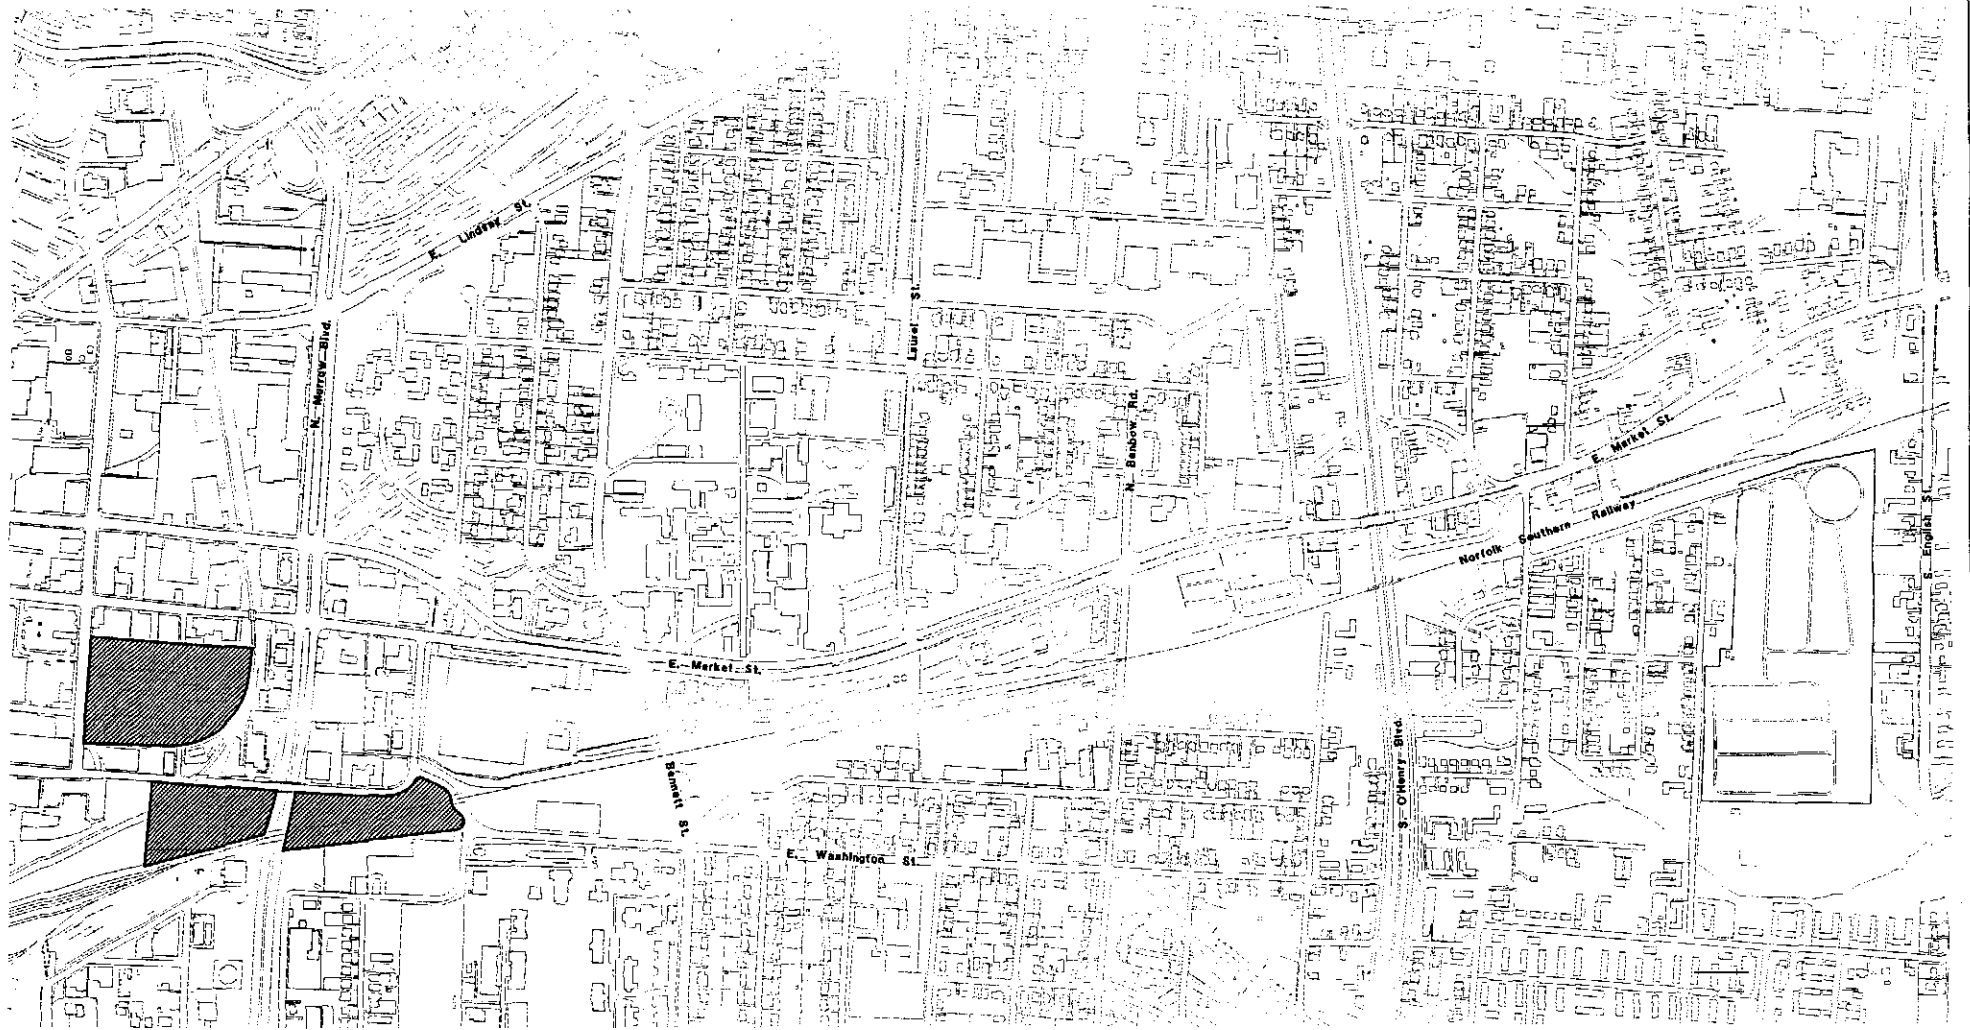 E. Lindsay St.
Laurel St.
N. Murrow Blvd.
N. Benbow Rd.
E. Market St.
Norfolk Southern Railway
S. English St.
E. Market St.
Bennett St.
S. O'Henry Blvd.
E. Washington St.